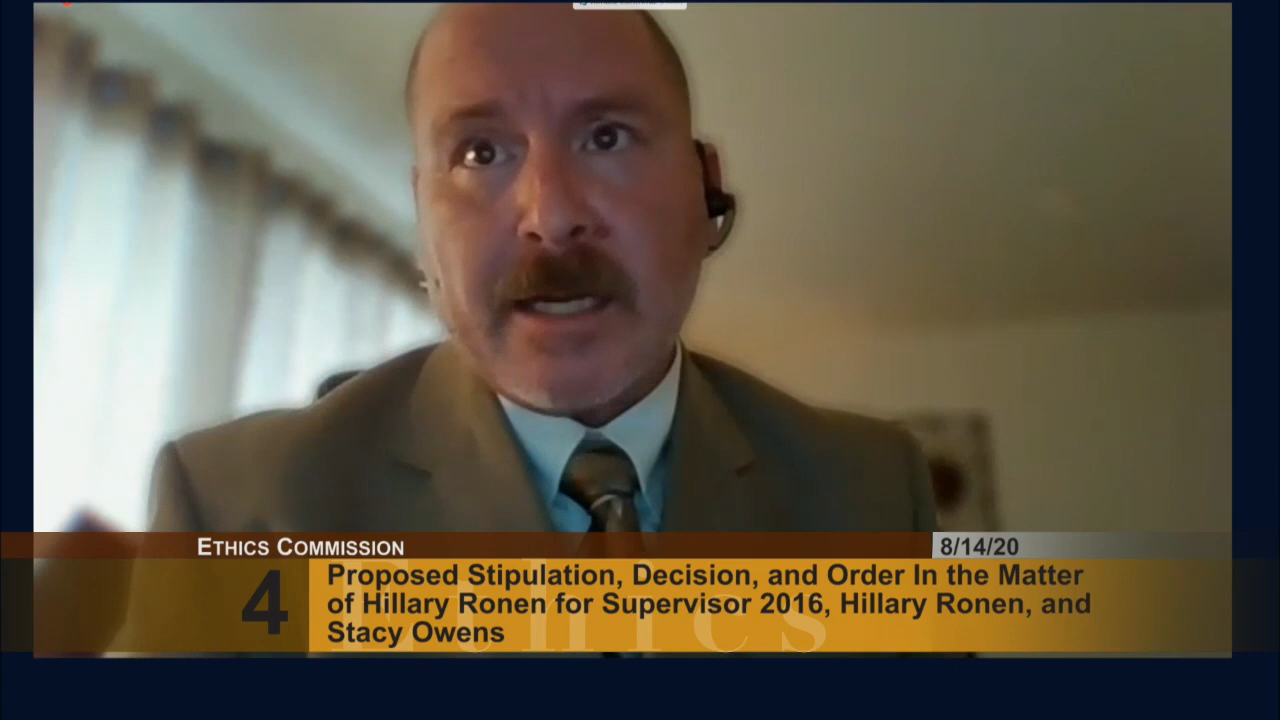 ETHICS COMMISSION
8/14/20
4
Proposed Stipulation, Decision, and Order In the Matter
of Hillary Ronen for Supervisor 2016, Hillary Ronen, and
Stacy Owens
Ethics